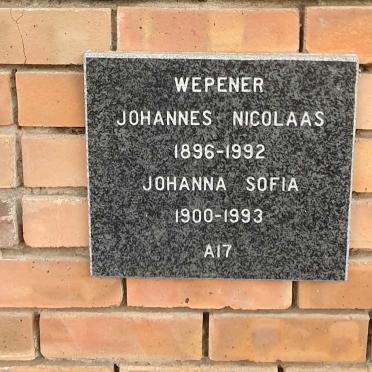 WEPENER
JOHANNES NICOLAAS
1896-1992
JOHANNA SOFIA
1900-1993
A17